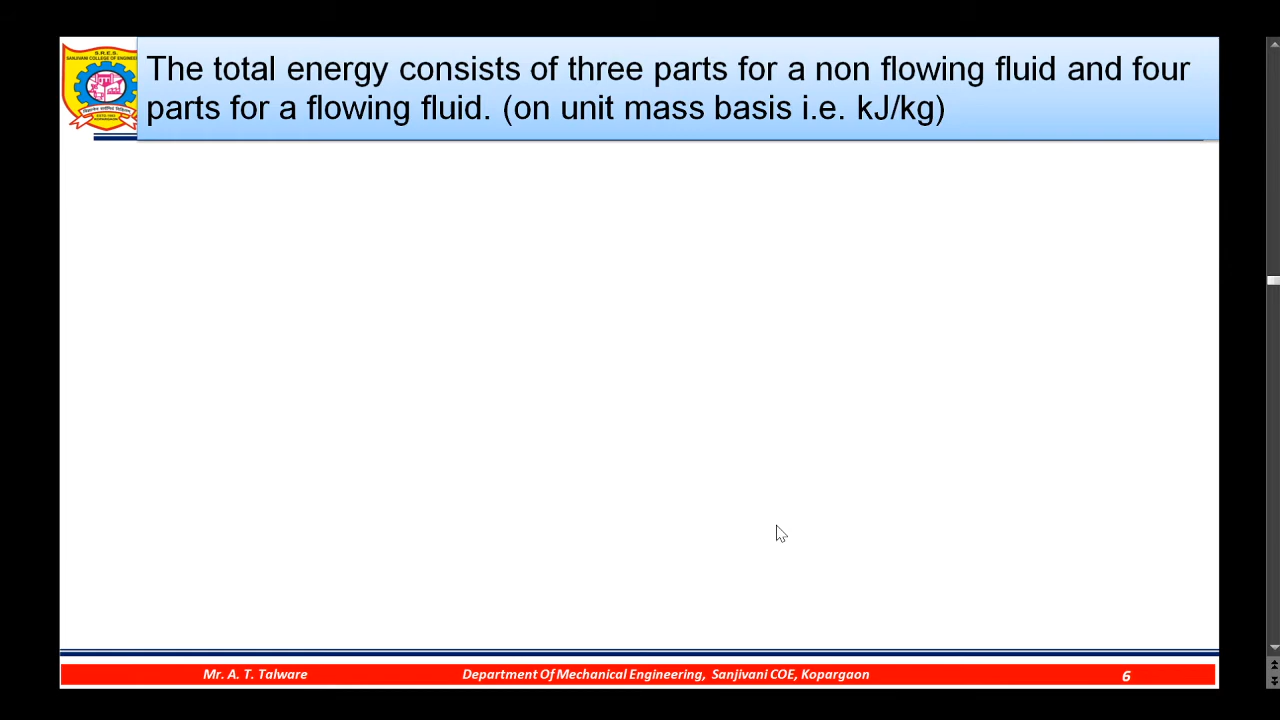 S.R.E.S.
The total energy consists of three parts for a non flowing fluid and four
parts for a flowing fluid. (on unit mass basis i.e. kJ/kg)
Mr. A. T. Talware
Department Of Mechanical Engineering, Sanjivani COE, Kopargaon
6